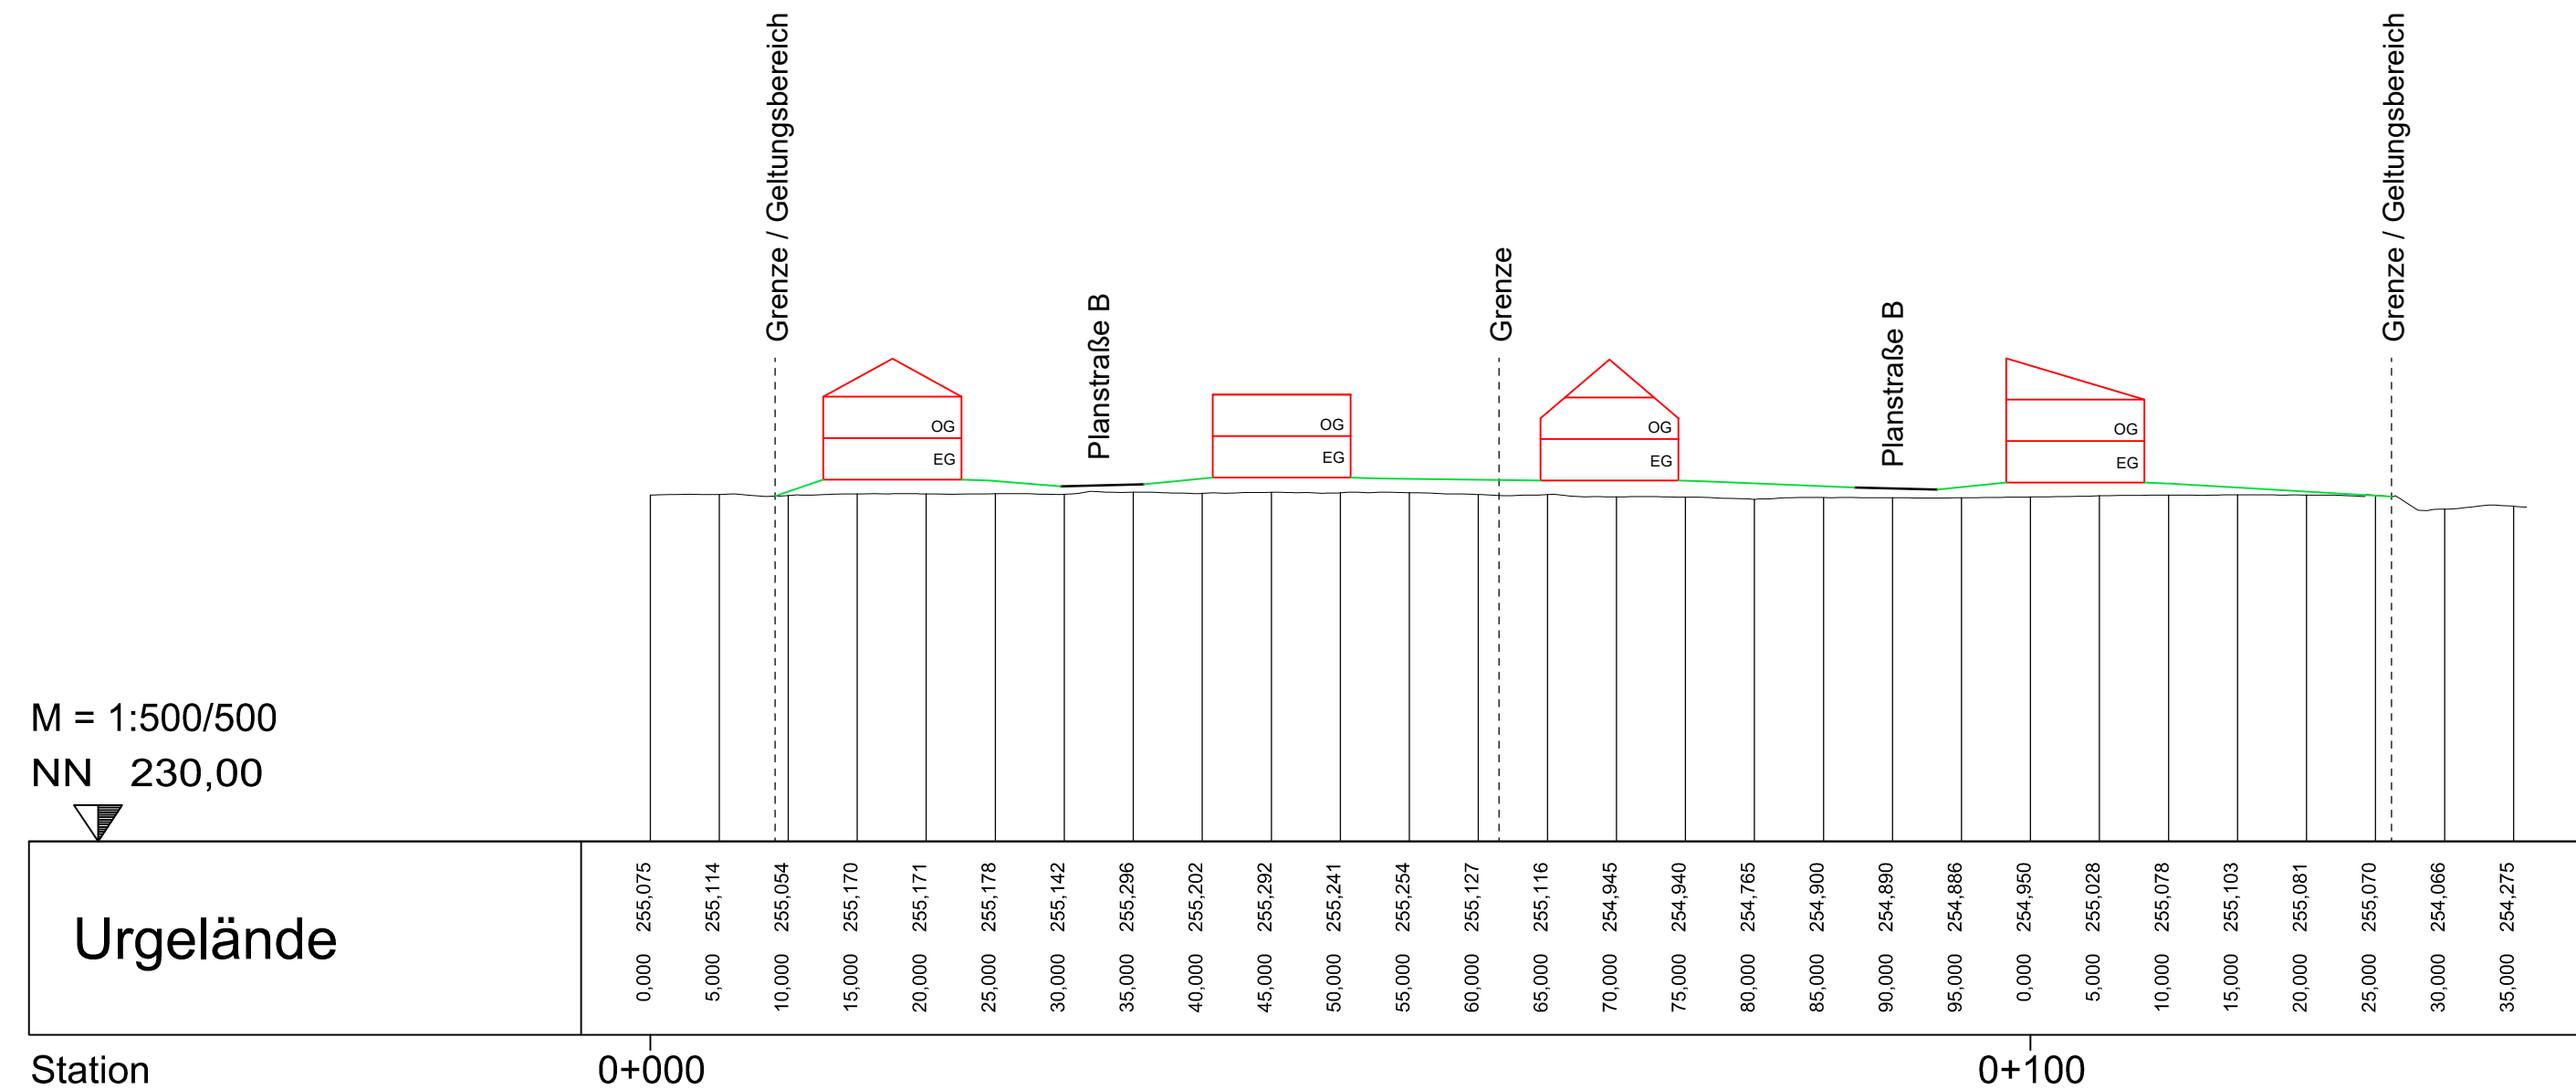 Grenze / Geltungsbereich
Planstraße B
Grenze
Planstraße B
Grenze / Geltungsbereich
OG
EG
OG
EG
OG
EG
OG
EG
M = 1:500/500
NN 230,00
Urgelände
255,075 255,114 255,054 255,170 255,171 255,178 255,142 255,296 255,202 255,292 255,241 255,254 255,127 255,116 254,945 254,940 254,765 254,900 254,890 254,886 254,950 255,028 255,078 255,103 255,081 255,070 254,066 254,275
0,000 5,000 10,000 15,000 20,000 25,000 30,000 35,000 40,000 45,000 50,000 55,000 60,000 65,000 70,000 75,000 80,000 85,000 90,000 95,000 0,000 5,000 10,000 15,000 20,000 25,000 30,000 35,000
Station 0+000 0+100